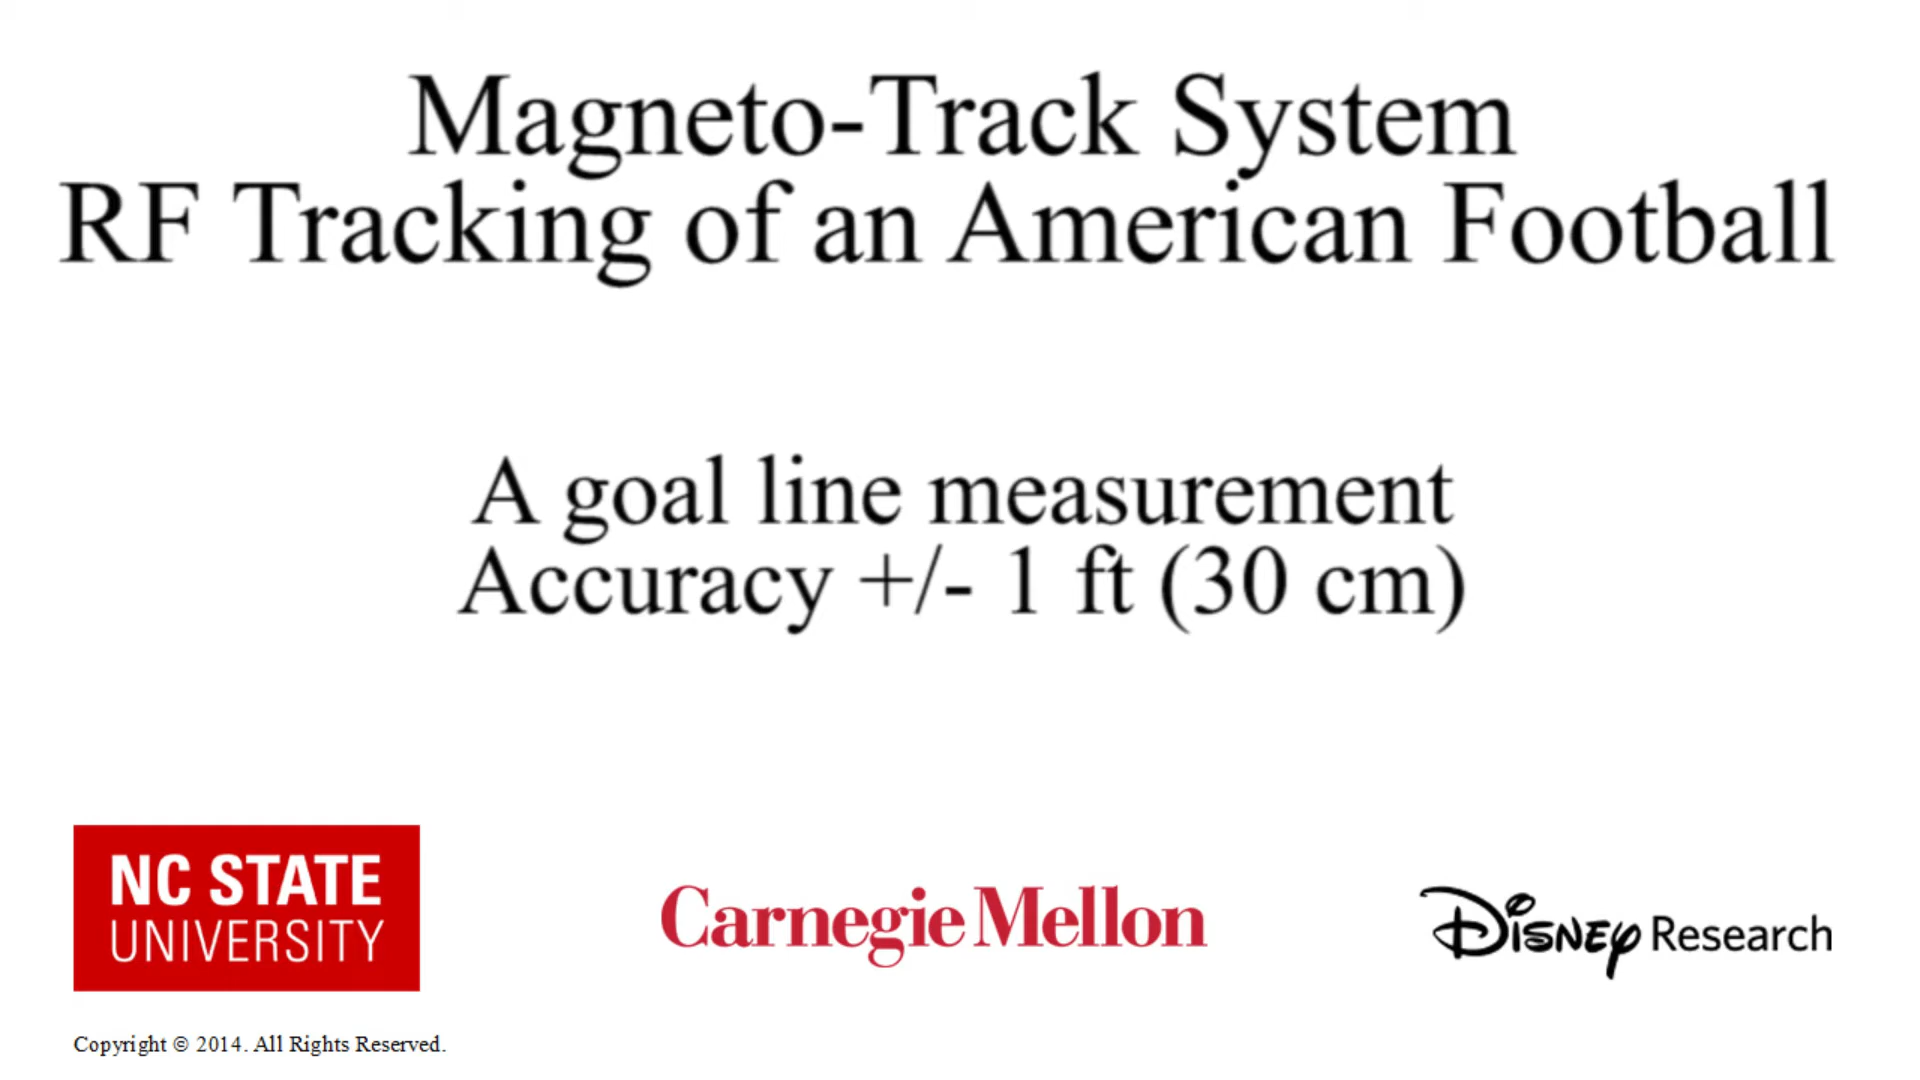 Magneto-Track System
RF Tracking of an American Football
A goal line measurement
Accuracy +/- 1 ft (30 cm)
NC STATE
UNIVERSITY
Carnegie Mellon
Disney Research
Copyright © 2014. All Rights Reserved.